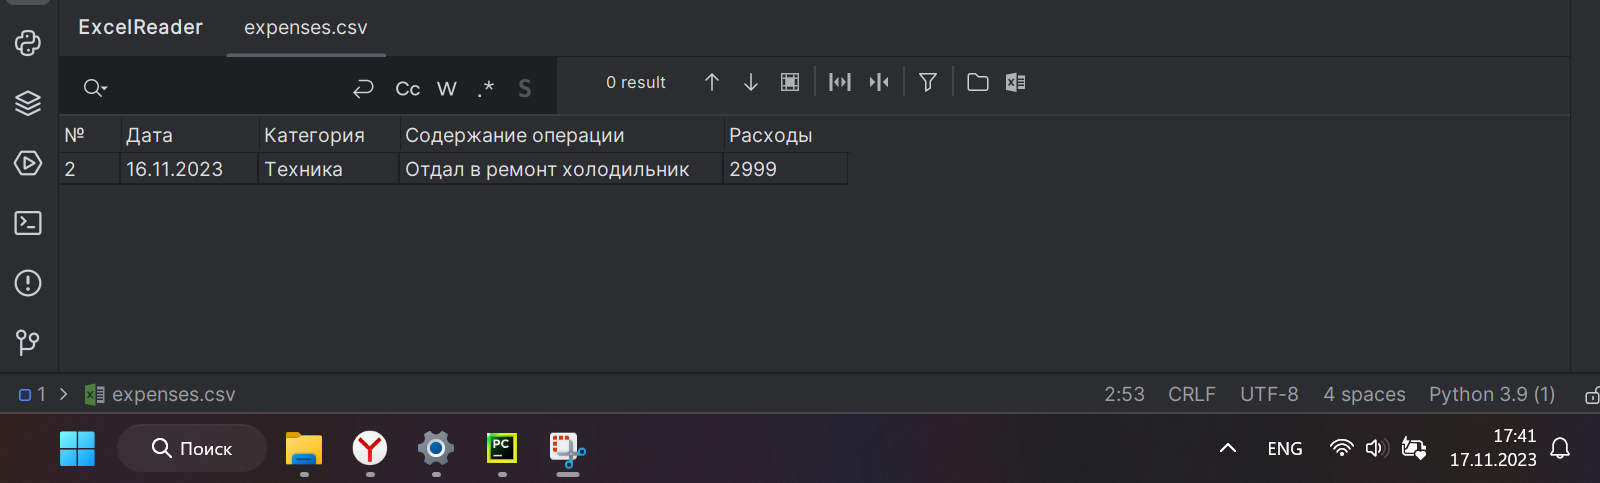 ExcelReader expenses.csv
Cc W .* S 0 result
№ Дата Категория Содержание операции Расходы
2 16.11.2023 Техника Отдал в ремонт холодильник 2999
1 > expenses.csv 2:53 CRLF UTF-8 4 spaces Python 3.9 (1)
Поиск PC ENG 17:41
17.11.2023